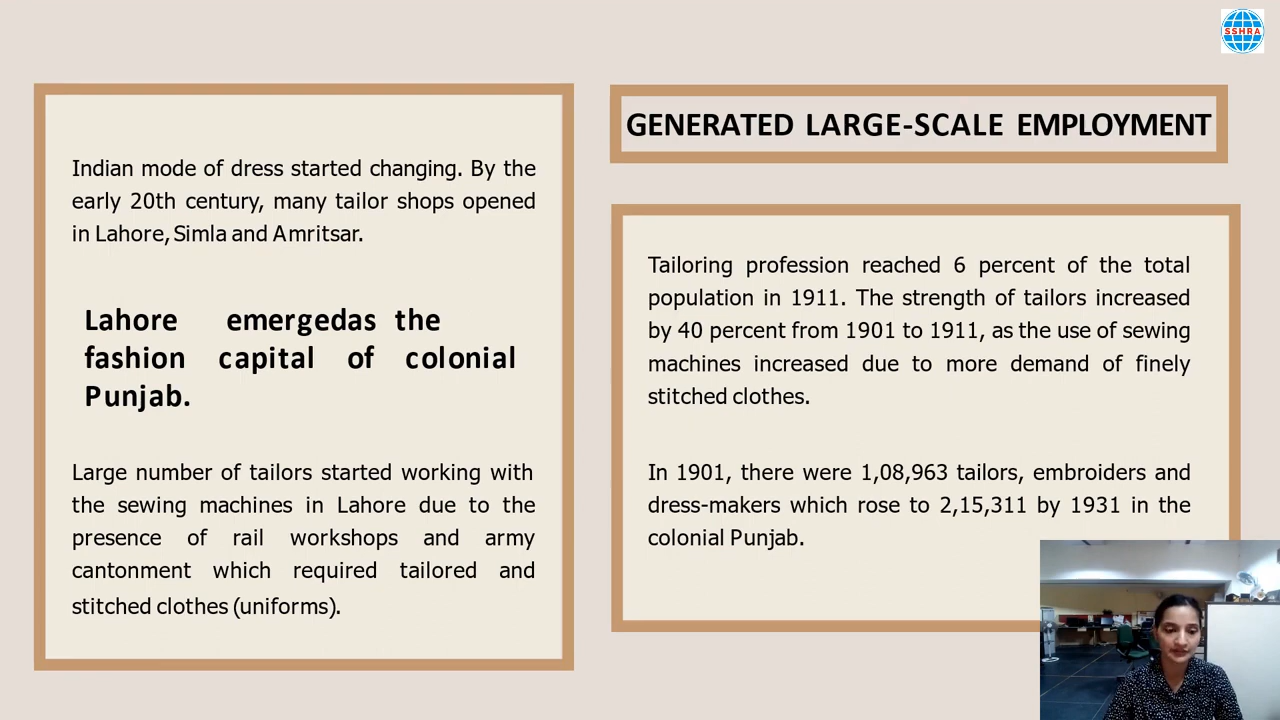 SSHRA
Indian mode of dress started changing. By the
early 20th century, many tailor shops opened
in Lahore, Simla and Amritsar.
Lahore emergedas the
fashion capital of colonial
Punjab.
Large number of tailors started working with
the sewing machines in Lahore due to the
presence of rail workshops and army
cantonment which required tailored and
stitched clothes (uniforms).
GENERATED LARGE-SCALE EMPLOYMENT
Tailoring profession reached 6 percent of the total
population in 1911. The strength of tailors increased
by 40 percent from 1901 to 1911, as the use of sewing
machines increased due to more demand of finely
stitched clothes.
In 1901, there were 1,08,963 tailors, embroiders and
dress-makers which rose to 2,15,311 by 1931 in the
colonial Punjab.